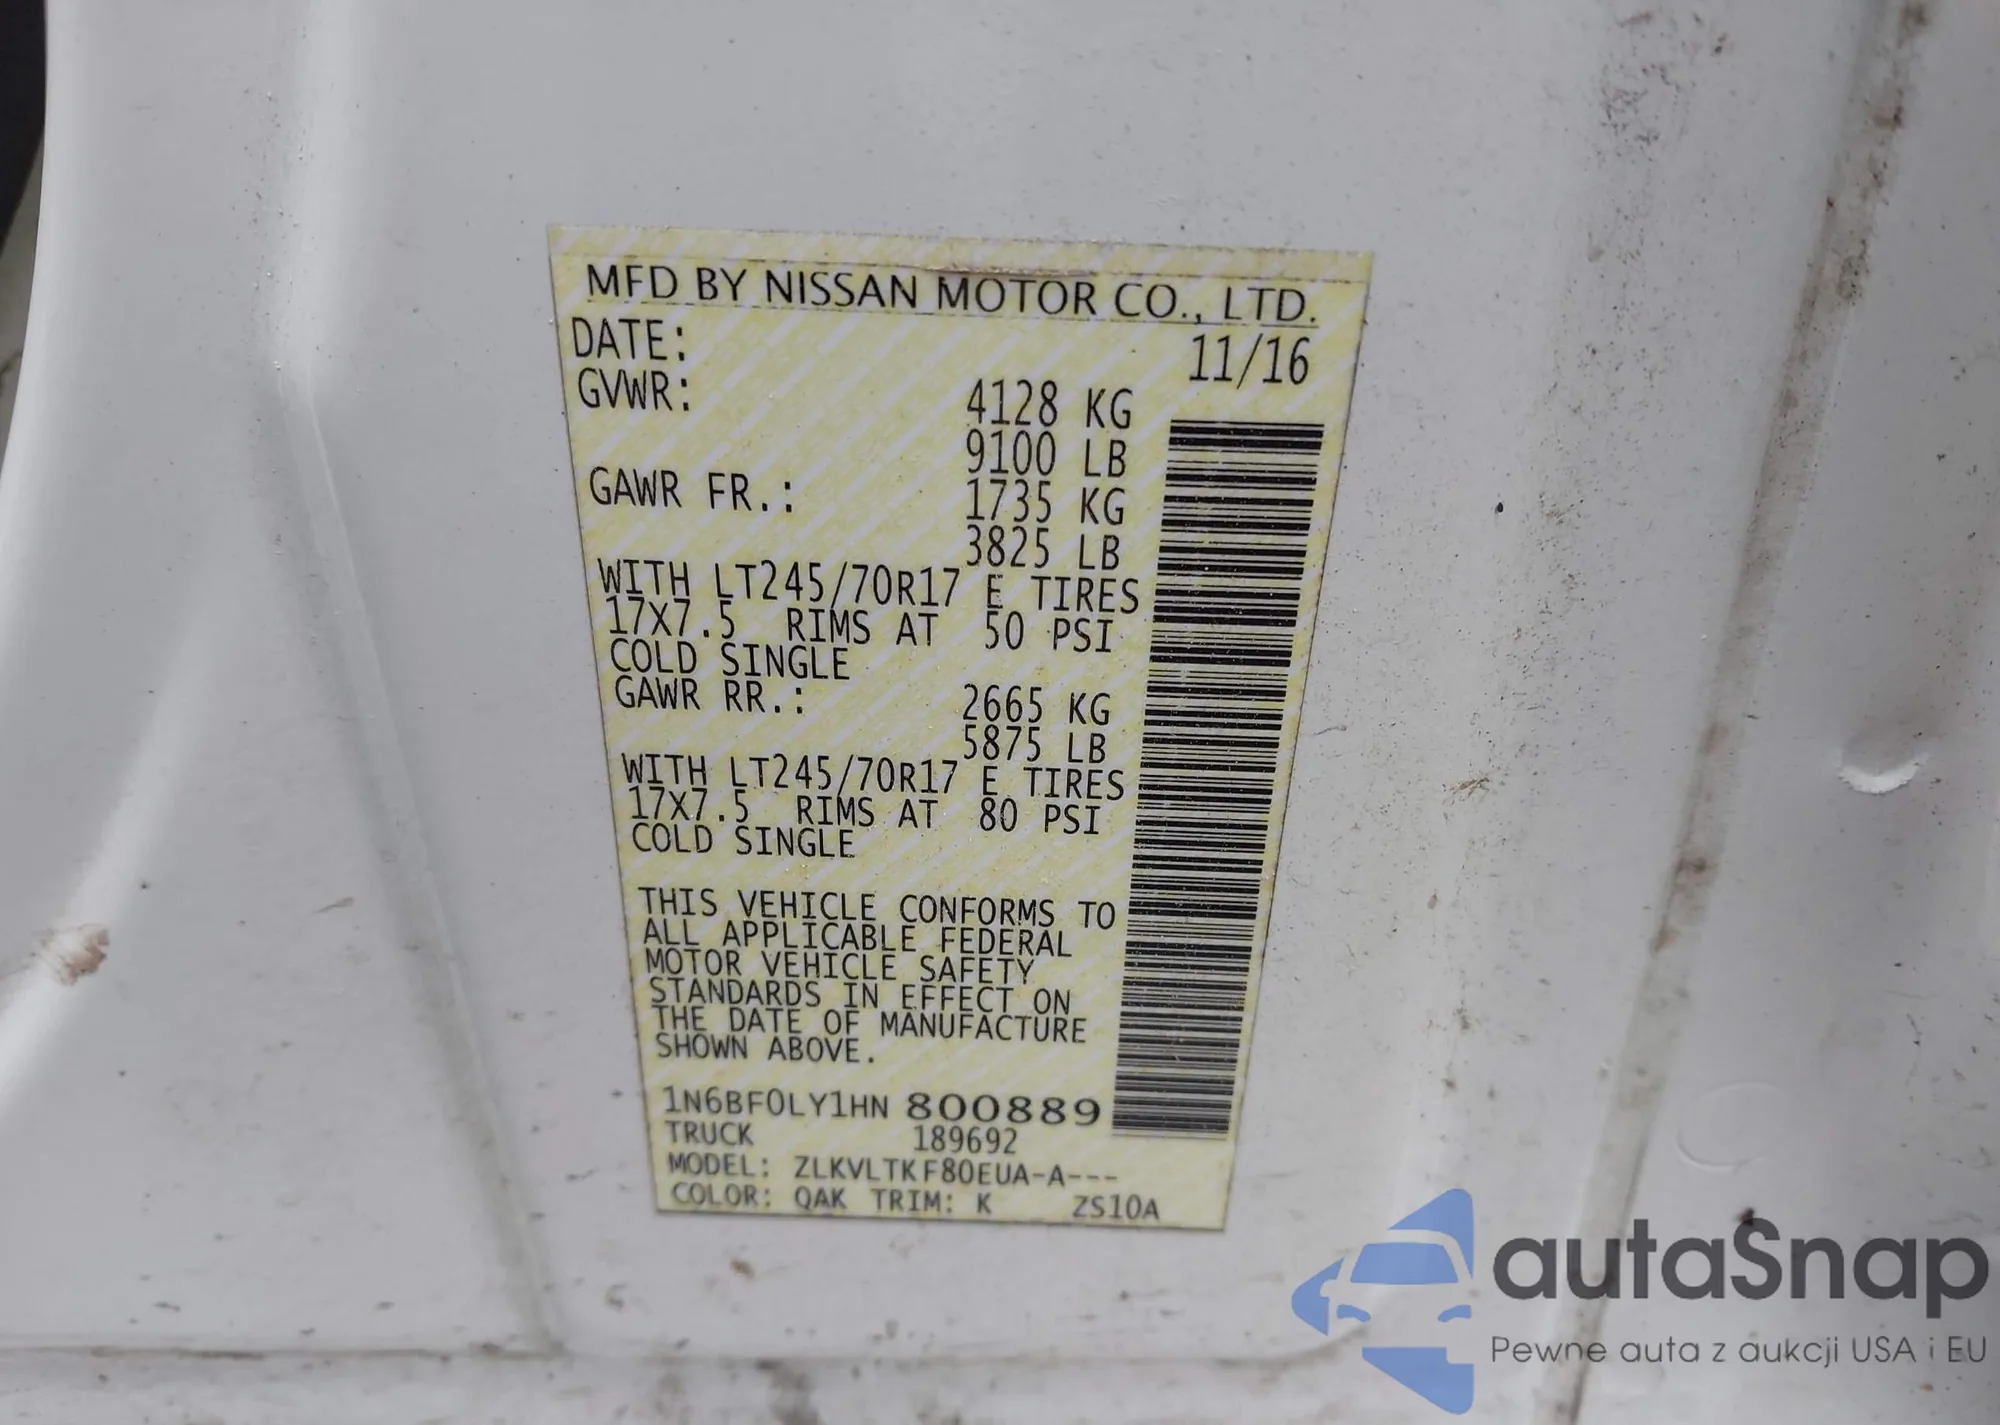 MFD BY NISSAN MOTOR CO., LTD.
DATE: 11/16
GVWR: 4128 KG
9100 LB
GAWR FR.: 1735 KG
3825 LB
WITH LT245/70R17 E TIRES
17X7.5 RIMS AT 50 PSI
COLD SINGLE
GAWR RR.: 2665 KG
5875 LB
WITH LT245/70R17 E TIRES
17X7.5 RIMS AT 80 PSI
COLD SINGLE
THIS VEHICLE CONFORMS TO
ALL APPLICABLE FEDERAL
MOTOR VEHICLE SAFETY
STANDARDS IN EFFECT ON
THE DATE OF MANUFACTURE
SHOWN ABOVE.
1N6BF0LY1HN 800889
TRUCK 189692
MODEL: ZLKVLTKF80EUA-A---
COLOR: QAK TRIM: K ZS10A
autaSnap
Pewne auta z aukcji USA i EU